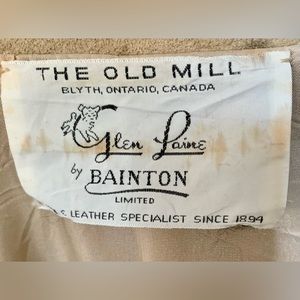 THE OLD MILL
BLYTH, ONTARIO, CANADA
Glen Laine
by BAINTON
LIMITED
LEATHER SPECIALIST SINCE 1894